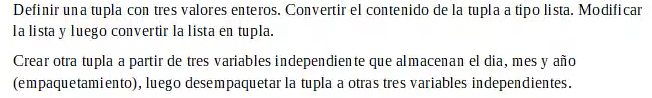 Definir una tupla con tres valores enteros. Convertir el contenido de la tupla a tipo lista. Modificar
la lista y luego convertir la lista en tupla.
Crear otra tupla a partir de tres variables independiente que almacenan el dia, mes y año
(empaquetamiento), luego desempaquetar la tupla a otras tres variables independientes.